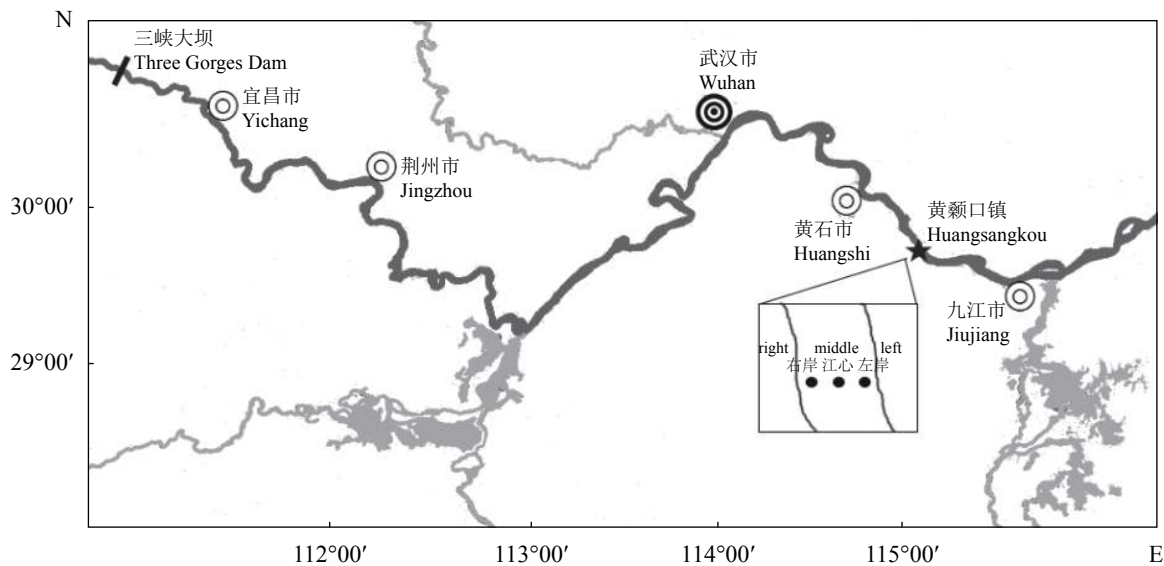 N
三峡大坝
Three Gorges Dam
宜昌市
Yichang
荆州市
Jingzhou
武汉市
Wuhan
30°00′
黄石市
Huangshi
黄颡口镇
Huangsangkou
九江市
Jiujiang
right
middle
left
右岸
江心
左岸
29°00′
112°00′
113°00′
114°00′
115°00′
E